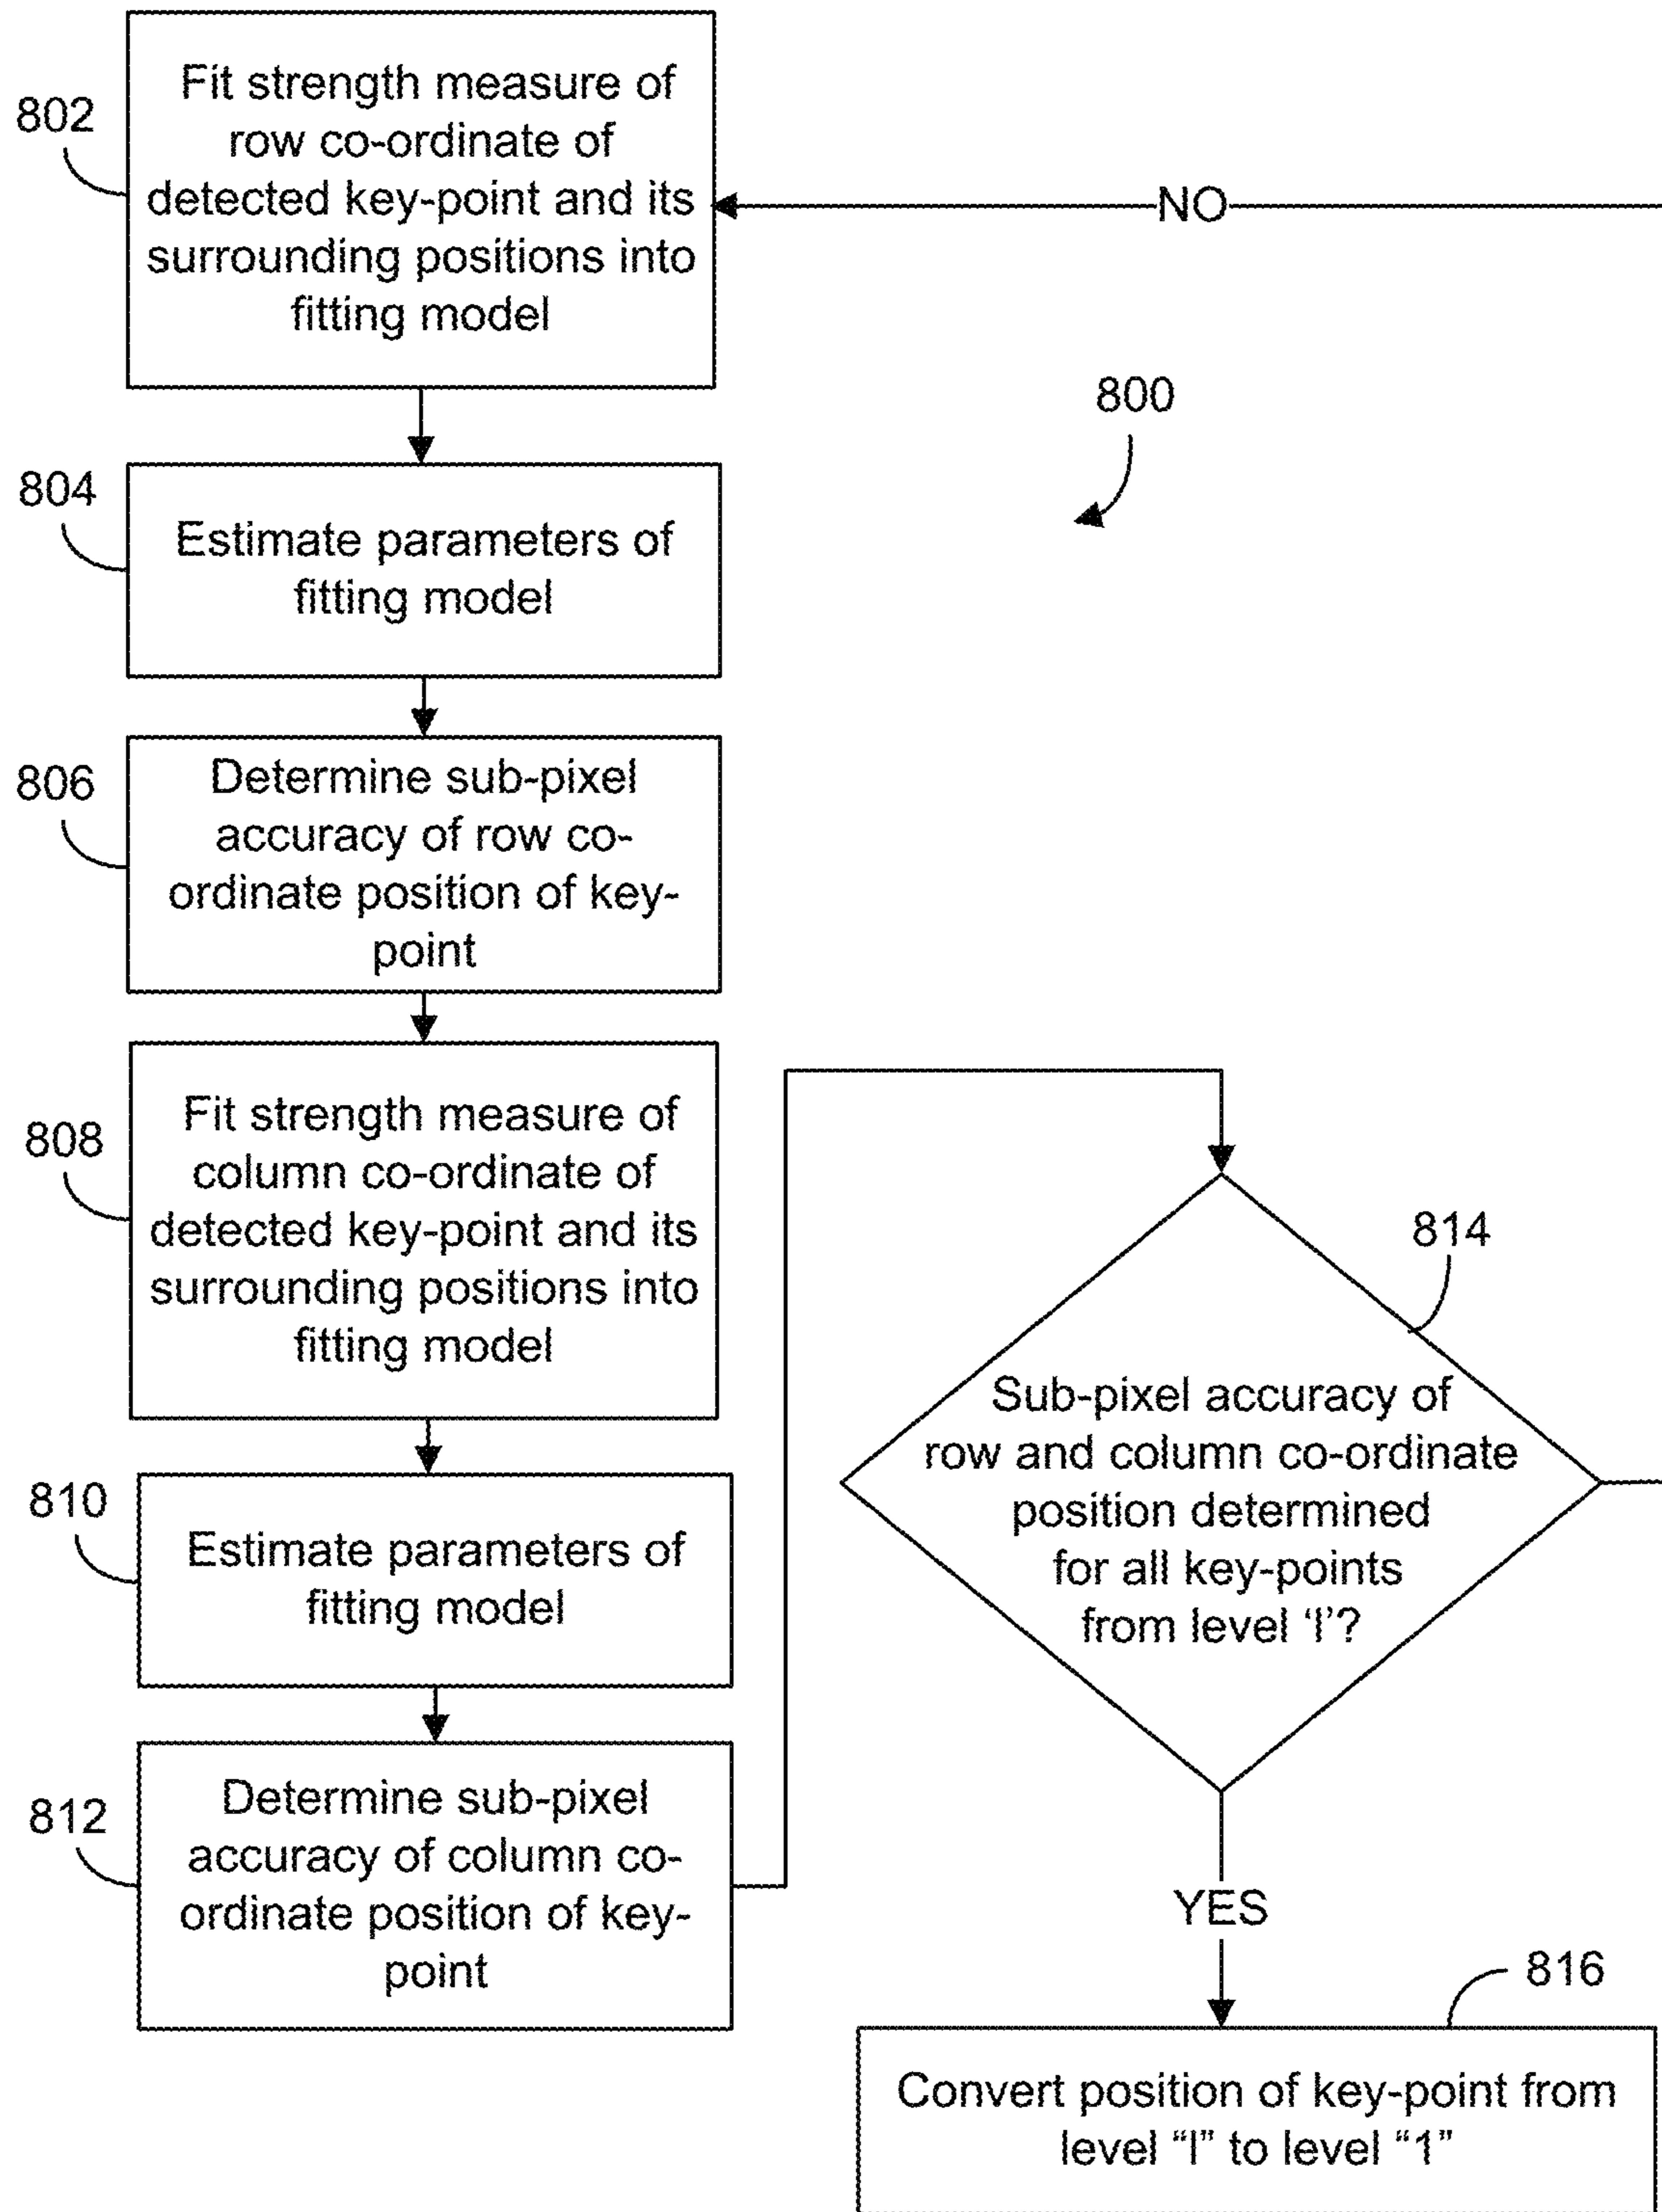 802
Fit strength measure of
row co-ordinate of
detected key-point and its
surrounding positions into
fitting model
NO
800
804
Estimate parameters of
fitting model
806
Determine sub-pixel
accuracy of row co-
ordinate position of key-
point
808
Fit strength measure of
column co-ordinate of
detected key-point and its
surrounding positions into
fitting model
810
Estimate parameters of
fitting model
812
Determine sub-pixel
accuracy of column co-
ordinate position of key-
point
814
Sub-pixel accuracy of
row and column co-ordinate
position determined
for all key-points
from level ‘l’?
YES
816
Convert position of key-point from
level “l” to level “1”